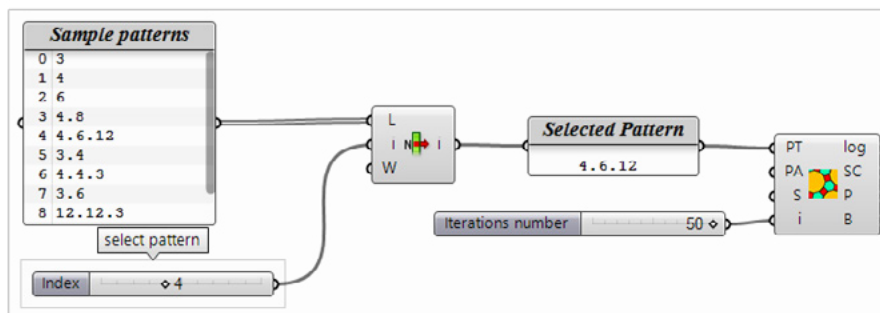 Sample patterns
0 3
1 4
2 6
3 4.8
4 4.6.12
5 3.4
6 4.4.3
7 3.6
8 12.12.3
select pattern
Index 4
L
i N i
W
Selected Pattern
4.6.12
Iterations number 50
PT log
PA SC
S P
i B